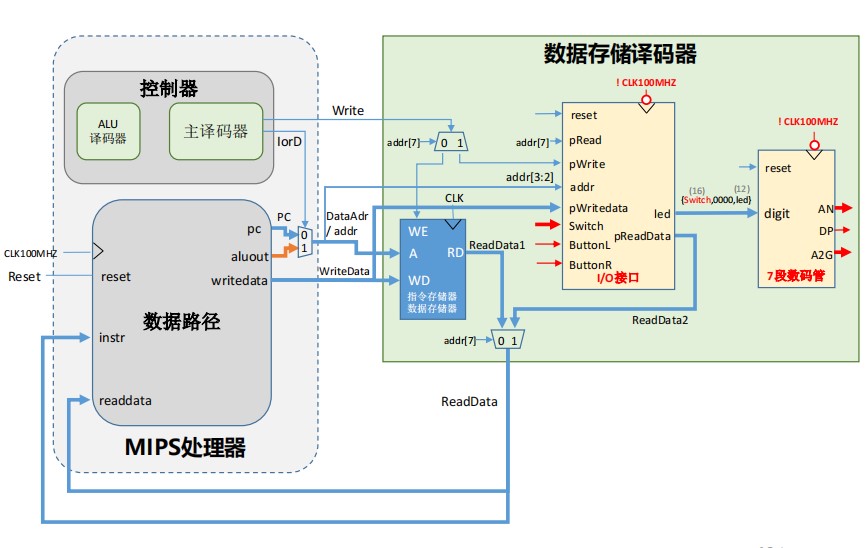 数据存储译码器
控制器
ALU
译码器
主译码器
Write
IorD
! CLK100MHZ
! CLK100MHZ
addr[7]
0 1
addr[7]
reset
pRead
pWrite
addr
pWritedata
Switch
ButtonL
ButtonR
led
pReadData
I/O接口
addr[3:2]
(16)
(12)
{Switch,0000,led}
reset
digit
AN
DP
A2G
7段数码管
CLK
WE
A
RD
WD
指令存储器
数据存储器
ReadData1
ReadData2
addr[7]
0 1
ReadData
PC
0
1
DataAdr
/ addr
WriteData
pc
aluout
writedata
CLK100MHZ
Reset
reset
数据路径
instr
readdata
MIPS处理器